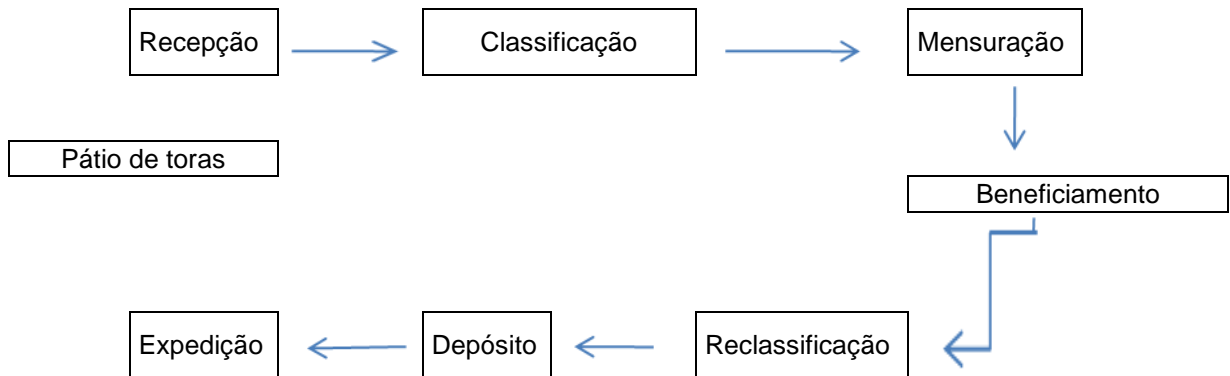 Recepção
Classificação
Mensuração
Pátio de toras
Beneficiamento
Expedição
Depósito
Reclassificação